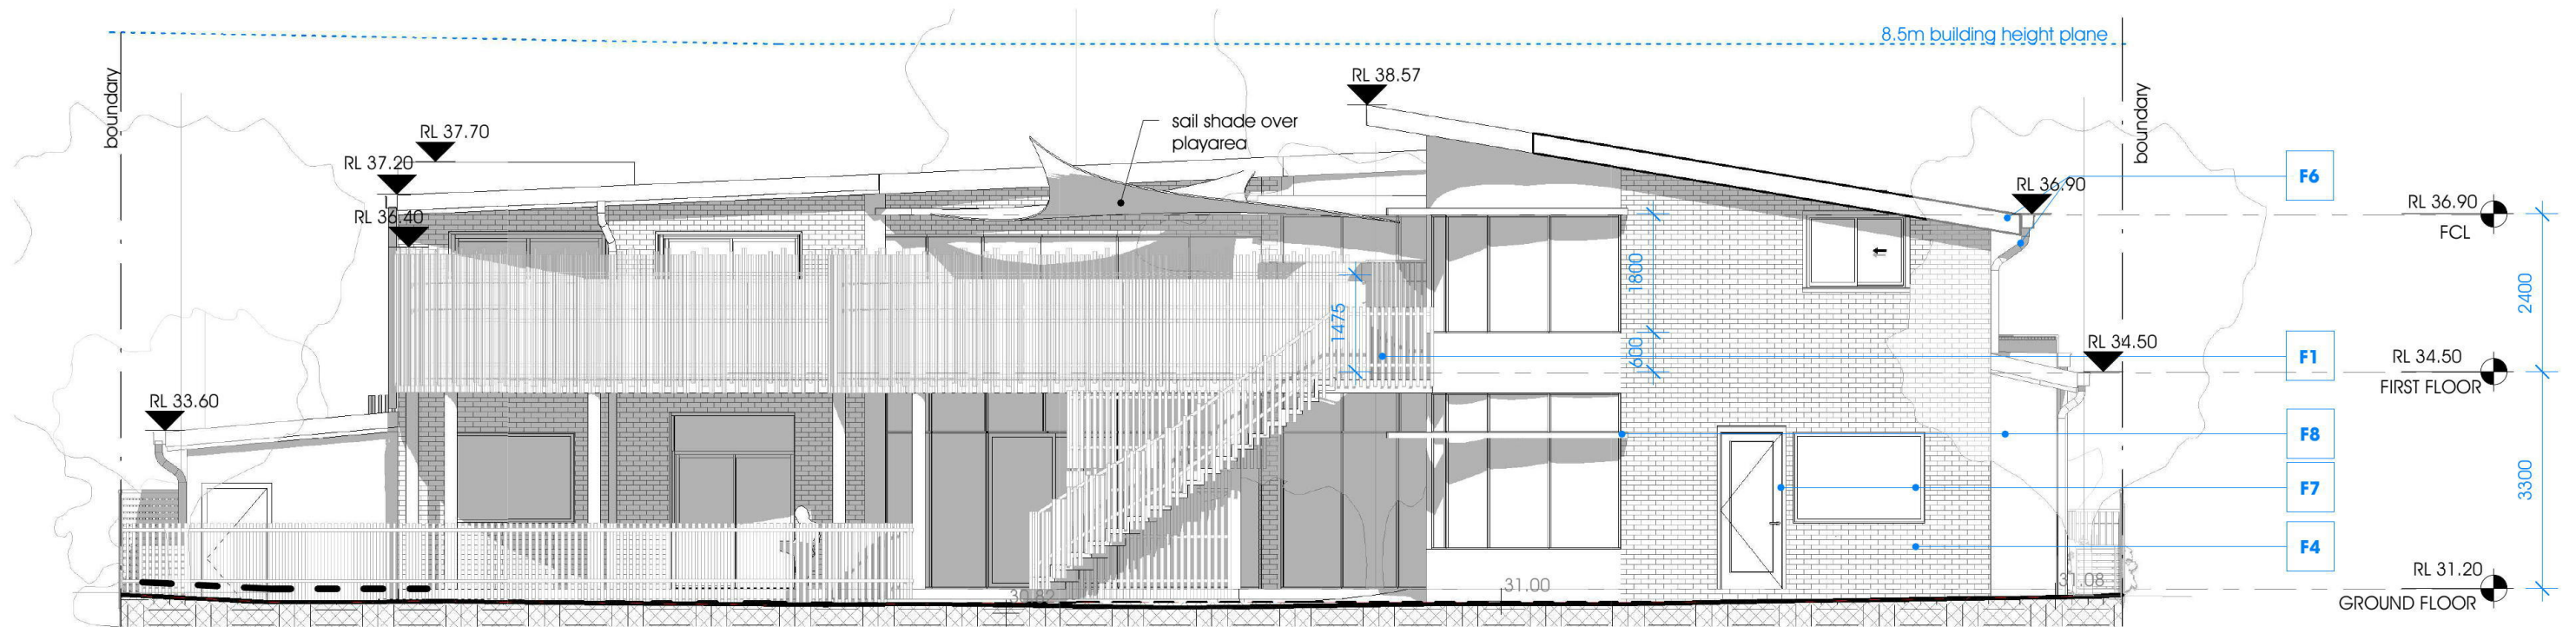 8.5m building height plane
boundary
boundary
RL 38.57
sail shade over
playarea
RL 37.70
RL 37.20
RL 36.40
RL 36.90
F6
RL 36.90
FCL
1800
2400
1475
600
RL 34.50
F1
RL 34.50
FIRST FLOOR
RL 33.60
F8
F7
3300
F4
31.00
31.08
30.82
RL 31.20
GROUND FLOOR